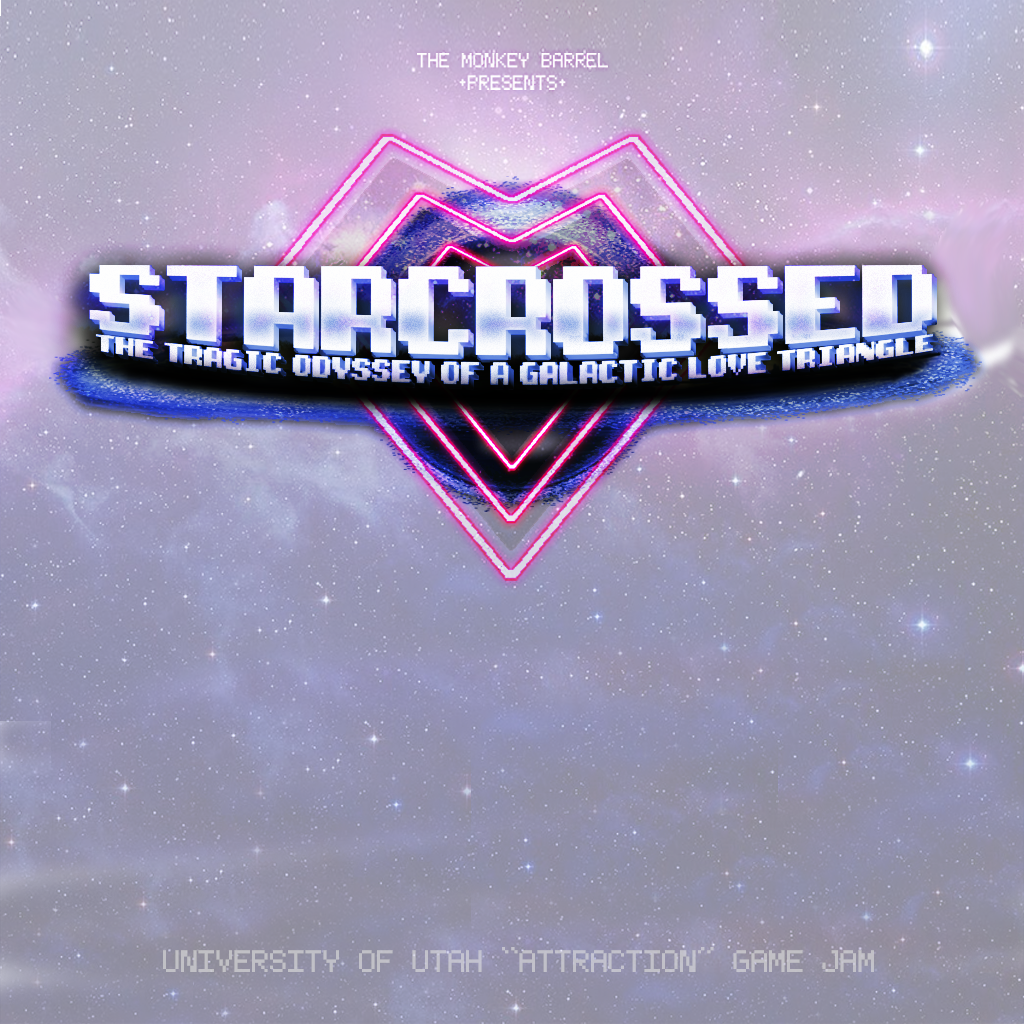 THE MONKEY BARREL
+PRESENTS+
STARCROSSED
THE TRAGIC ODYSSEY OF A GALACTIC LOVE TRIANGLE
UNIVERSITY OF UTAH "ATTRACTION" GAME JAM